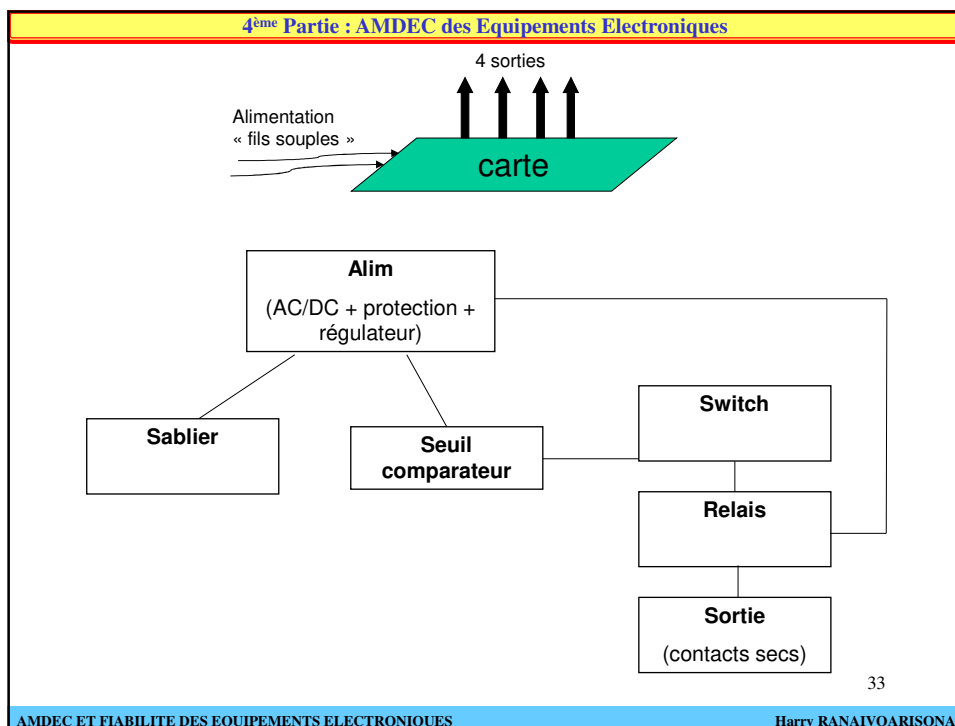 4ème Partie : AMDEC des Equipements Electroniques
4 sorties
Alimentation
« fils souples »
carte
Alim
(AC/DC + protection +
régulateur)
Sablier
Seuil
comparateur
Switch
Relais
Sortie
(contacts secs)
33
AMDEC ET FIABILITE DES EQUIPEMENTS ELECTRONIQUES
Harry RANAIVOARISONA